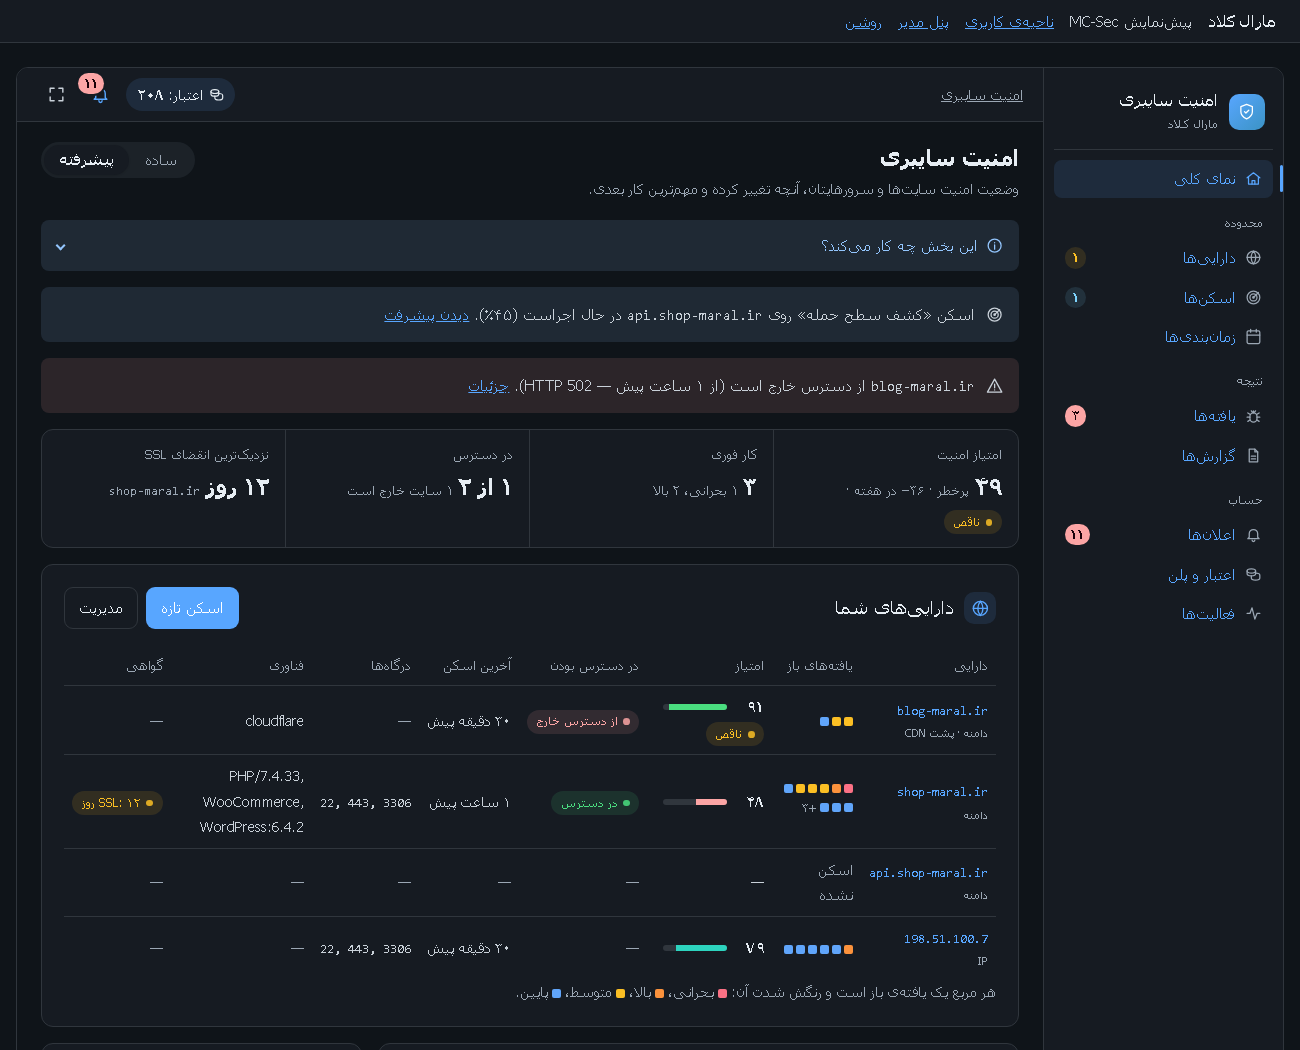 مارال کلاد پیش‌نمایش MC-Sec ناحیه‌ی کاربری پنل مدیر روشن
امنیت سایبری
مارال کلاد
نمای کلی
محدوده
دارایی‌ها ۱
اسکن‌ها ۱
زمان‌بندی‌ها
نتیجه
یافته‌ها ۳
گزارش‌ها
حساب
اعلان‌ها ۱۱
اعتبار و پلن
فعالیت‌ها
امنیت سایبری
اعتبار: ۲۰۸
۱۱
امنیت سایبری
ساده پیشرفته
وضعیت امنیت سایت‌ها و سرورهایتان، آنچه تغییر کرده و مهم‌ترین کار بعدی.
این بخش چه کار می‌کند؟
اسکن «کشف سطح حمله» روی api.shop-maral.ir در حال اجراست (۴۵٪). دیدن پیشرفت
blog-maral.ir از دسترس خارج است (از ۱ ساعت پیش — HTTP 502). جزئیات
امتیاز امنیت
۴۹ پرخطر · ۳۶− در هفته ·
ناقص
کار فوری
۳ ۱ بحرانی، ۲ بالا
در دسترس
۱ از ۲ ۱ سایت خارج است
نزدیک‌ترین انقضای SSL
۱۲ روز shop-maral.ir
دارایی‌های شما
اسکن تازه
مدیریت
دارایی یافته‌های باز امتیاز در دسترس بودن آخرین اسکن درگاه‌ها فناوری گواهی
blog-maral.ir
دامنه · پشت CDN
۹۱
ناقص
از دسترس خارج
۲۰ دقیقه پیش
—
cloudflare
—
shop-maral.ir
دامنه
+۳
۴۸
در دسترس
۱ ساعت پیش
22, 443, 3306
PHP/7.4.33,
WooCommerce,
WordPress:6.4.2
SSL: ۱۲ روز
api.shop-maral.ir
دامنه
اسکن
نشده
— — — — — —
198.51.100.7
IP
۷۹
—
۲۰ دقیقه پیش
22, 443, 3306
—
—
هر مربع یک یافته‌ی باز است و رنگش شدت آن: بحرانی، بالا، متوسط، پایین.